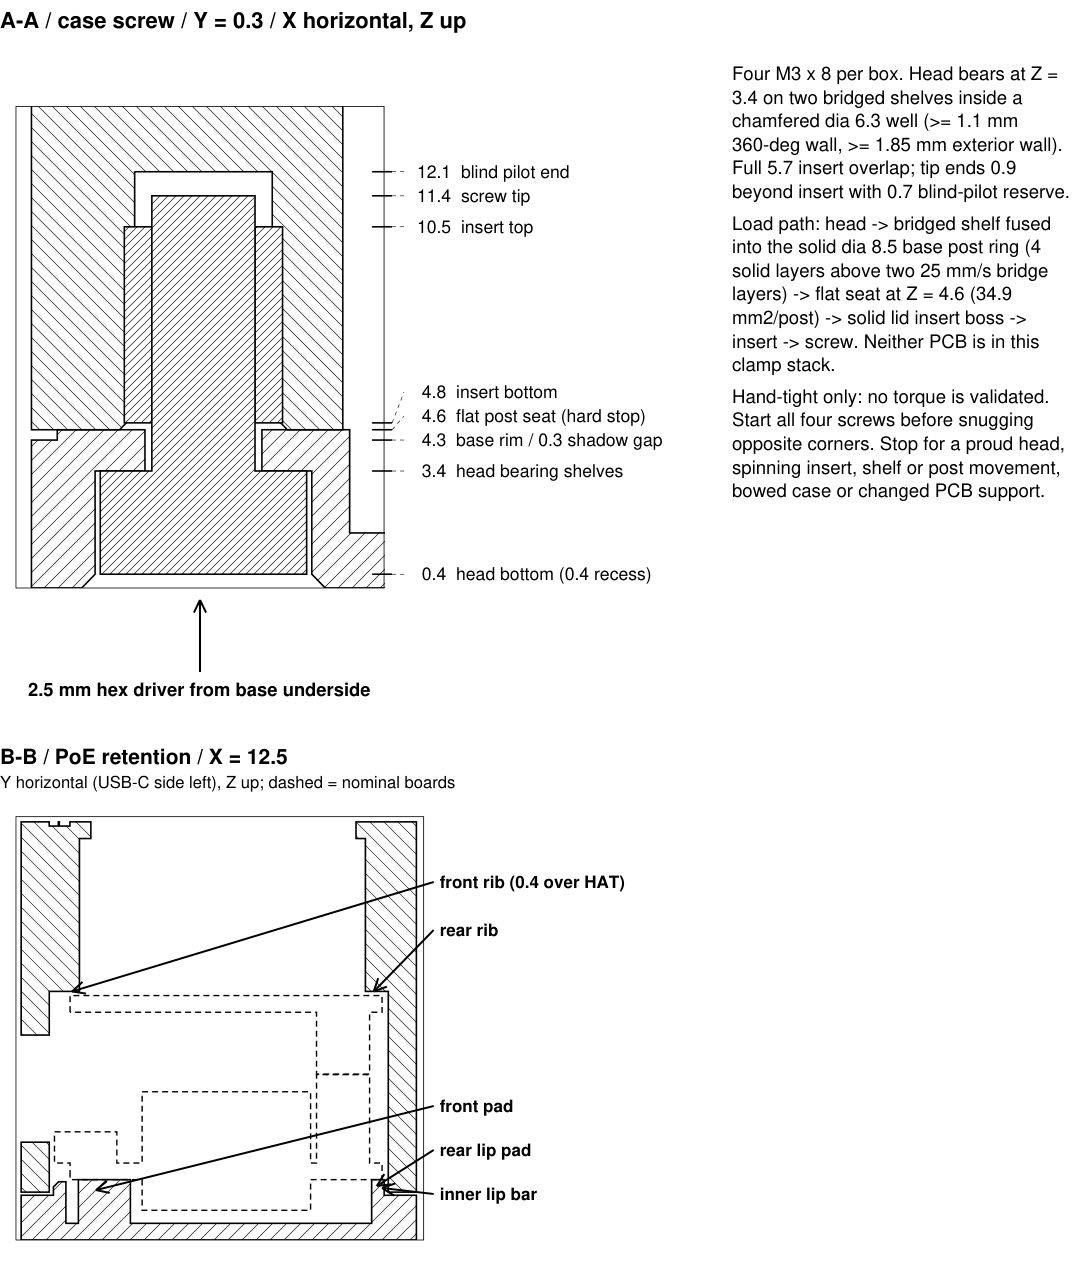 A-A / case screw / Y = 0.3 / X horizontal, Z up
Four M3 x 8 per box. Head bears at Z =
3.4 on two bridged shelves inside a
chamfered dia 6.3 well (>= 1.1 mm
360-deg wall, >= 1.85 mm exterior wall).
Full 5.7 insert overlap; tip ends 0.9
beyond insert with 0.7 blind-pilot reserve.
Load path: head -> bridged shelf fused
into the solid dia 8.5 base post ring (4
solid layers above two 25 mm/s bridge
layers) -> flat seat at Z = 4.6 (34.9
mm2/post) -> solid lid insert boss ->
insert -> screw. Neither PCB is in this
clamp stack.
Hand-tight only: no torque is validated.
Start all four screws before snugging
opposite corners. Stop for a proud head,
spinning insert, shelf or post movement,
bowed case or changed PCB support.
12.1 blind pilot end
11.4 screw tip
10.5 insert top
4.8 insert bottom
4.6 flat post seat (hard stop)
4.3 base rim / 0.3 shadow gap
3.4 head bearing shelves
0.4 head bottom (0.4 recess)
2.5 mm hex driver from base underside
B-B / PoE retention / X = 12.5
Y horizontal (USB-C side left), Z up; dashed = nominal boards
front rib (0.4 over HAT)
rear rib
front pad
rear lip pad
inner lip bar